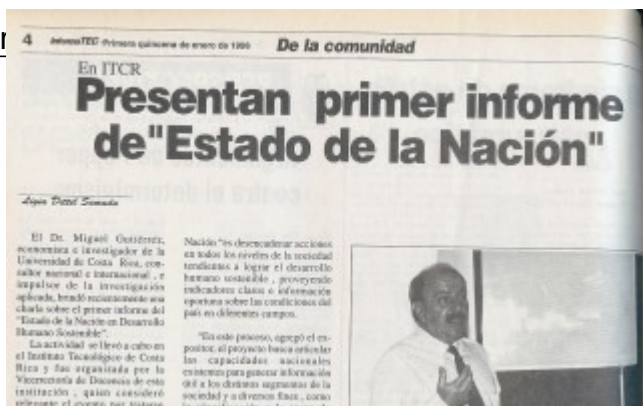 4 InformaTEC Primera quincena de enero de 1996 De la comunidad
En ITCR
Presentan primer informe
de "Estado de la Nación"
El Dr. Miguel Gutiérrez,
economista e investigador de la
Universidad de Costa Rica, con-
sultor nacional e internacional, e
impulsor de la investigación
aplicada, brindó recientemente una
charla sobre el primer informe del
"Estado de la Nación en Desarrollo
Humano Sostenible".
La actividad se llevó a cabo en
el Instituto Tecnológico de Costa
Rica y fue organizada por la
Vicerrectoría de Docencia de esta
institución, quien consideró
Nación "es desencadenar acciones
en todos los niveles de la sociedad
tendientes a lograr el desarrollo
humano sostenible, proveyendo
indicadores claros e información
oportuna sobre las condiciones del
país en diferentes campos.
"En este proceso, agregó el ex-
positor, el proyecto busca articular
las capacidades nacionales
existentes para generar información
útil a los distintos segmentos de la
sociedad y a diversos fines, como